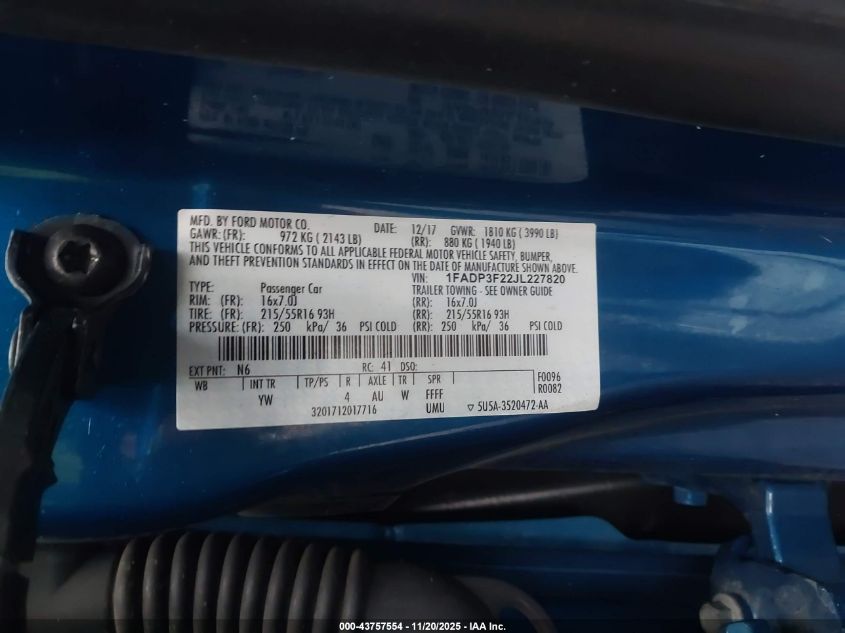 MFD. BY FORD MOTOR CO. DATE: 12/17 GVWR: 1810 KG ( 3990 LB)
GAWR: (FR): 972 KG ( 2143 LB) (RR): 880 KG ( 1940 LB)
THIS VEHICLE CONFORMS TO ALL APPLICABLE FEDERAL MOTOR VEHICLE SAFETY, BUMPER,
AND THEFT PREVENTION STANDARDS IN EFFECT ON THE DATE OF MANUFACTURE SHOWN ABOVE
VIN: 1FADP3F22JL227820
TYPE: Passenger Car TRAILER TOWING - SEE OWNER GUIDE
RIM: (FR): 16x7.0J (RR): 16x7.0J
TIRE: (FR): 215/55R16 93H (RR): 215/55R16 93H
PRESSURE: (FR): 250 kPa/ 36 PSI COLD (RR): 250 kPa/ 36 PSI COLD
EXT PNT: N6 RC: 41 DSO: F0096
WB INT TR TP/PS R AXLE TR SPR R0082
YW 4 AU W FFFF
3201712017716 UMU ▽ 5U5A-3520472-AA
000-43757554 - 11/20/2025 - IAA Inc.